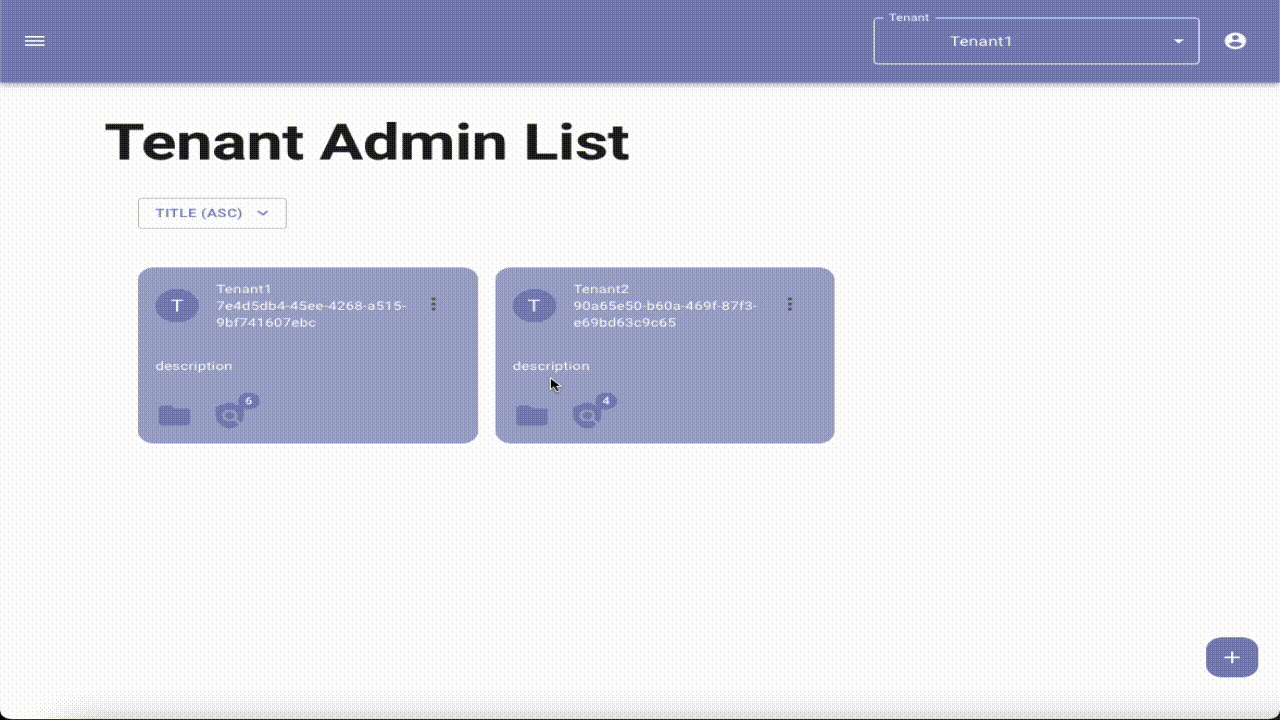 Tenant
Tenant1
Tenant Admin List
TITLE (ASC)
T
Tenant1
7e4d5db4-45ee-4268-a515-
9bf741607ebc
description
6
T
Tenant2
90a65e50-b60a-469f-87f3-
e69bd63c9c65
description
4